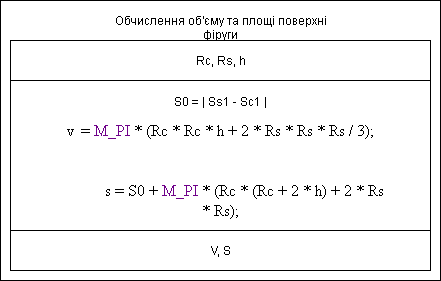 Обчислення об'єму та площі поверхні
фіруги
Rc, Rs, h
S0 = | Ss1 - Sc1 |
v = M_PI * (Rc * Rc * h + 2 * Rs * Rs * Rs / 3);
s = S0 + M_PI * (Rc * (Rc + 2 * h) + 2 * Rs
* Rs);
V, S